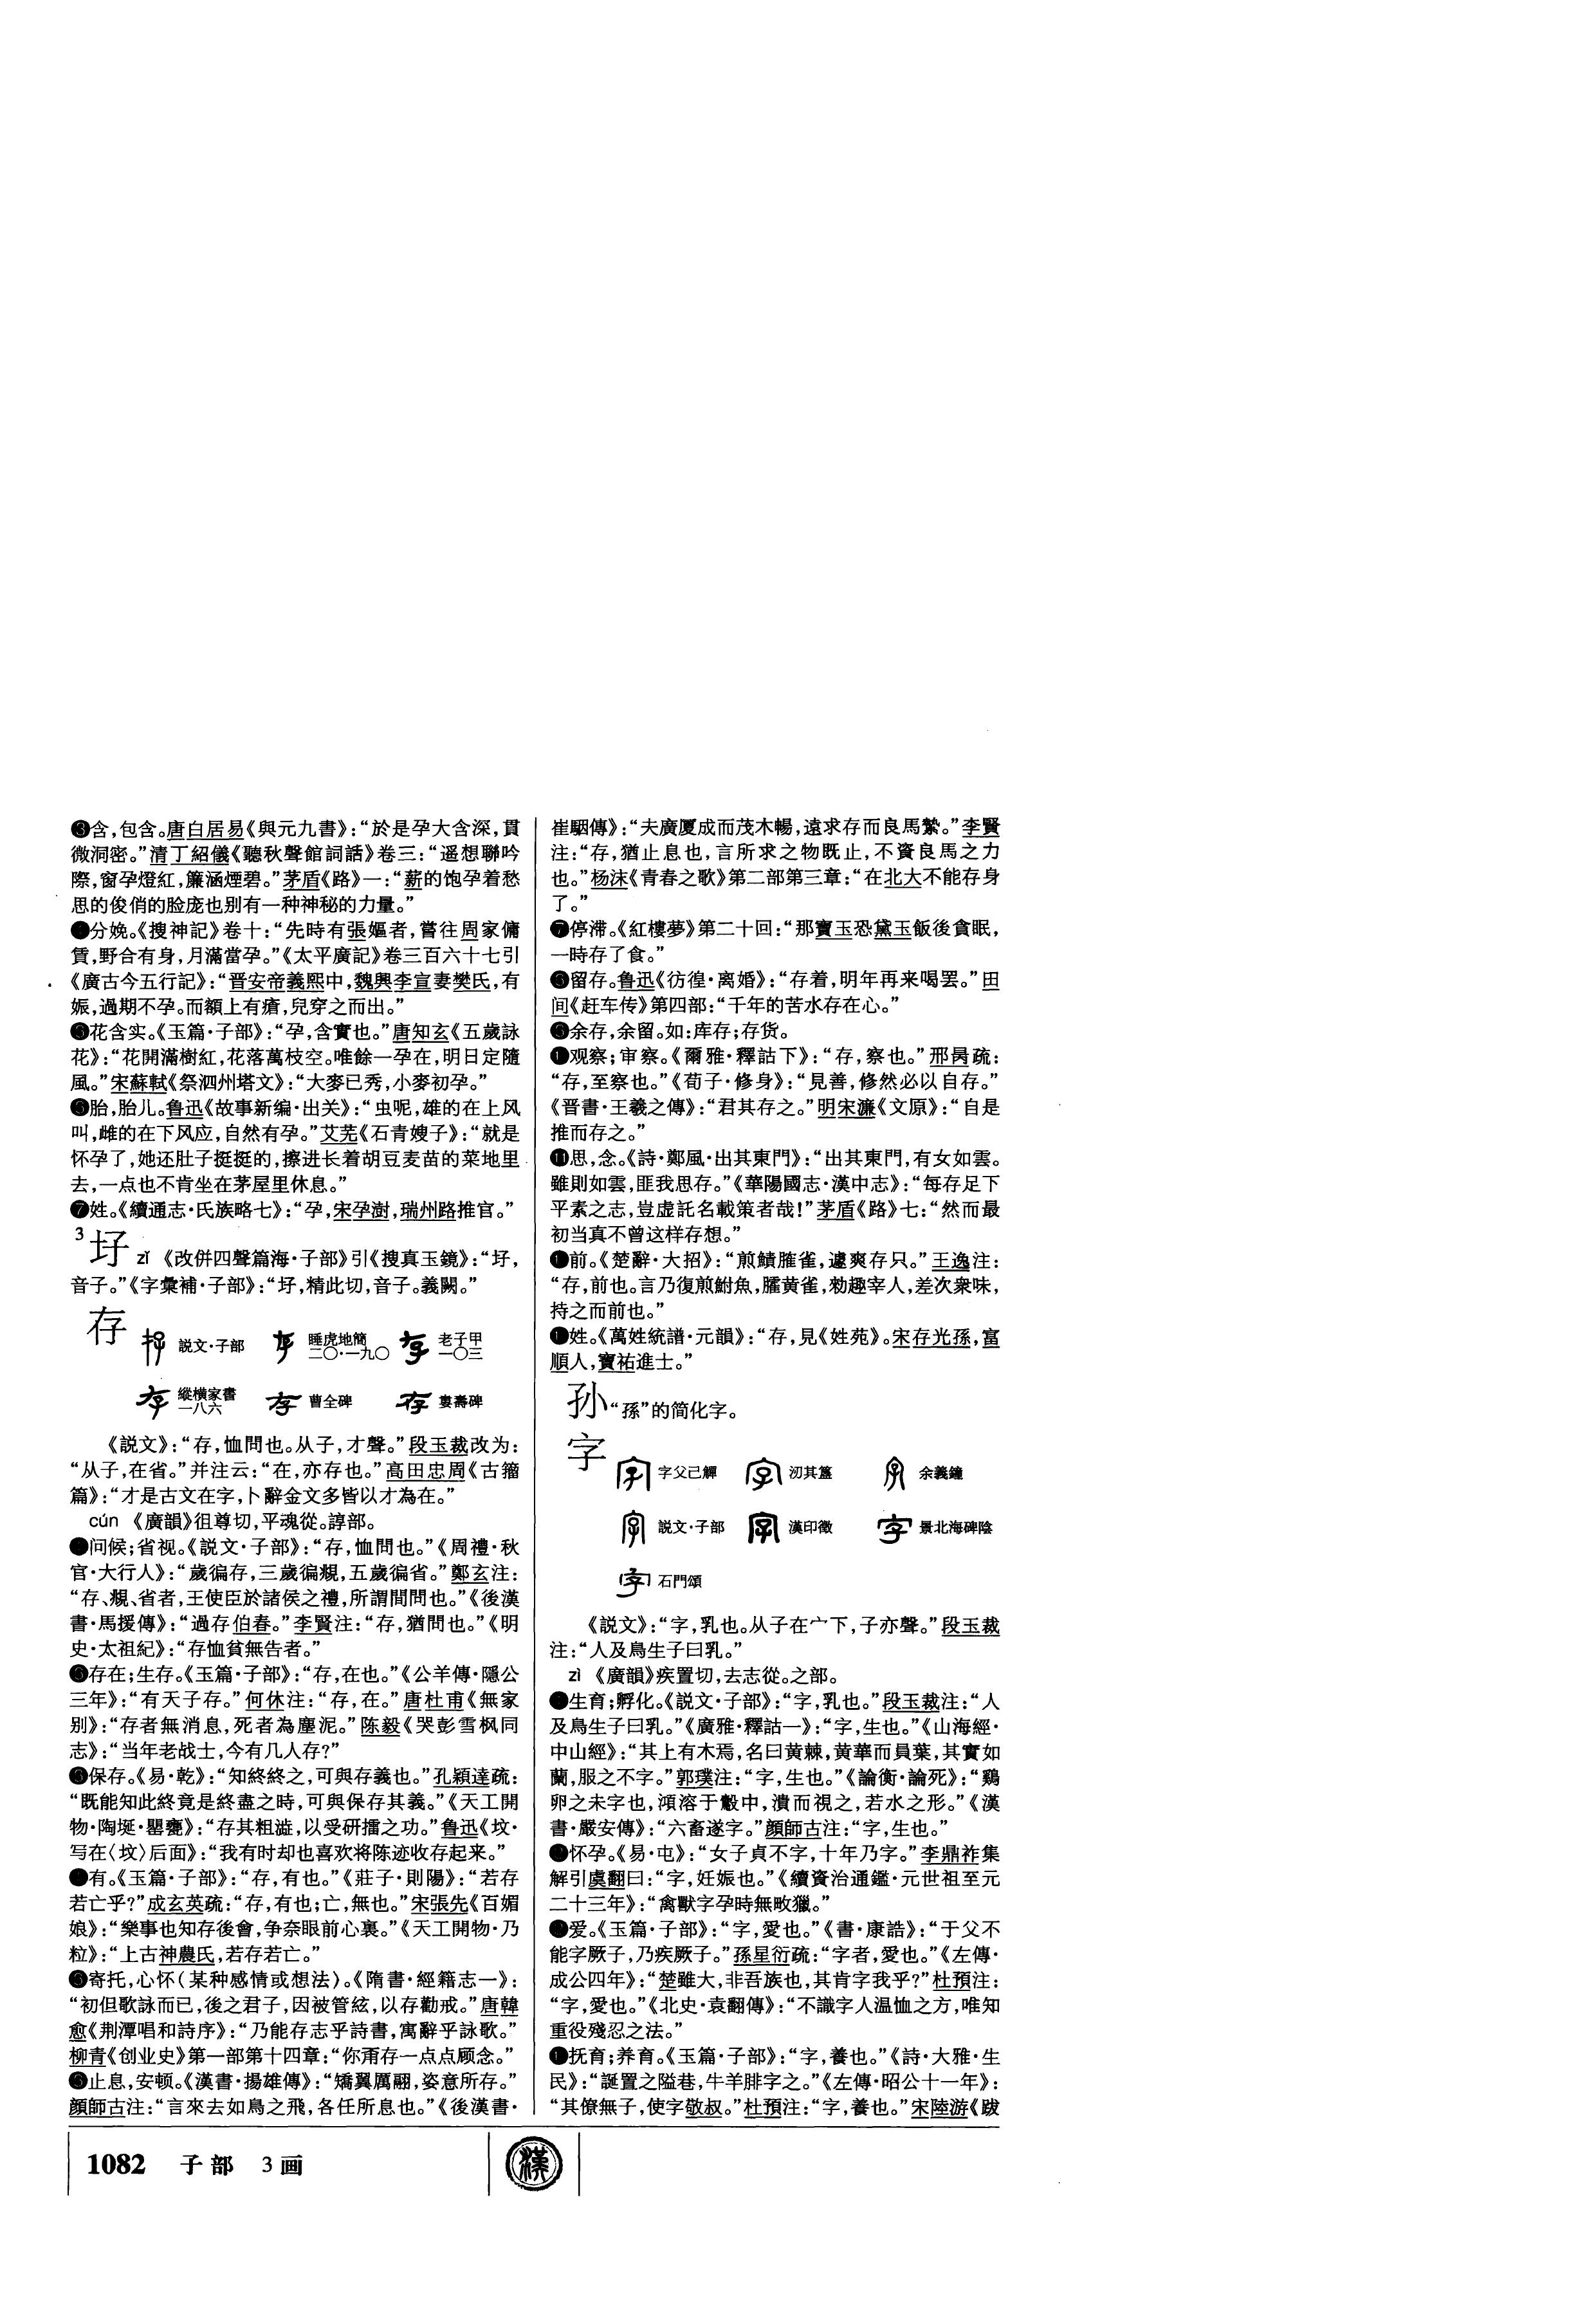 ❸含，包含。唐白居易《與元九書》：“於是孕大含深，貫
微洞密。”清丁紹儀《聽秋聲館詞話》卷三：“遥想聯吟
際，窗孕燈紅，簾涵煙碧。”茅盾《路》一：“薪的饱孕着愁
思的俊俏的脸庞也别有一种神秘的力量。”
分娩。《搜神記》卷十：“先時有張嫗者，嘗往周家傭
賃，野合有身，月滿當孕。”《太平廣記》卷三百六十七引
《廣古今五行記》：“晋安帝義熙中，魏興李宣妻樊氏，有
娠，過期不孕。而額上有瘡，兒穿之而出。”
花含实。《玉篇·子部》：“孕，含實也。”唐知玄《五歲詠
花》：“花開滿樹紅，花落萬枝空。唯餘一孕在，明日定隨
風。”宋蘇軾《祭泗州塔文》：“大麥已秀，小麥初孕。”
胎，胎儿。鲁迅《故事新编·出关》：“虫呢，雄的在上风
叫，雌的在下风应，自然有孕。”艾芜《石青嫂子》：“就是
怀孕了，她还肚子挺挺的，擦进长着胡豆麦苗的菜地里
去，一点也不肯坐在茅屋里休息。”
❼姓。《續通志·氏族略七》：“孕，宋孕澍，瑞州路推官。”
3 㘧 zǐ 《改併四聲篇海·子部》引《搜真玉鏡》：“㘧，
音子。”《字彙補·子部》：“㘧，精此切，音子。義闕。”
存
説文·子部 睡虎地簡二〇·一九〇 老子甲一〇三
縱横家書一八六 曹全碑 婁壽碑
《説文》：“存，恤問也。从子，才聲。”段玉裁改为：
“从子，在省。”并注云：“在，亦存也。”高田忠周《古籀
篇》：“才是古文在字，卜辭金文多皆以才為在。”
cún 《廣韻》徂尊切，平魂從。諄部。
问候；省视。《説文·子部》：“存，恤問也。”《周禮·秋
官·大行人》：“歲徧存，三歲徧覜，五歲徧省。”鄭玄注：
“存、覜、省者，王使臣於諸侯之禮，所謂間問也。”《後漢
書·馬援傳》：“過存伯春。”李賢注：“存，猶問也。”《明
史·太祖紀》：“存恤貧無告者。”
存在；生存。《玉篇·子部》：“存，在也。”《公羊傳·隱公
三年》：“有天子存。”何休注：“存，在。”唐杜甫《無家
別》：“存者無消息，死者為塵泥。”陈毅《哭彭雪枫同
志》：“当年老战士，今有几人存？”
保存。《易·乾》：“知終終之，可與存義也。”孔穎達疏：
“既能知此終竟是終盡之時，可與保存其義。”《天工開
物·陶埏·罌甕》：“存其粗澁，以受研擂之功。”鲁迅《坟·
写在〈坟〉后面》：“我有时却也喜欢将陈迹收存起来。”
有。《玉篇·子部》：“存，有也。”《莊子·則陽》：“若存
若亡乎？”成玄英疏：“存，有也；亡，無也。”宋張先《百媚
娘》：“樂事也知存後會，争奈眼前心裏。”《天工開物·乃
粒》：“上古神農氏，若存若亡。”
寄托，心怀（某种感情或想法）。《隋書·經籍志一》：
“初但歌詠而已，後之君子，因被管絃，以存勸戒。”唐韓
愈《荆潭唱和詩序》：“乃能存志乎詩書，寓辭乎詠歌。”
柳青《创业史》第一部第十四章：“你甭存一点点顾念。”
止息，安顿。《漢書·揚雄傳》：“矯翼厲翮，姿意所存。”
顔師古注：“言來去如鳥之飛，各任所息也。”《後漢書·
崔駰傳》：“夫廣厦成而茂木暢，遠求存而良馬縶。”李賢
注：“存，猶止息也，言所求之物既止，不資良馬之力
也。”杨沫《青春之歌》第二部第三章：“在北大不能存身
了。”
❼停滞。《紅樓夢》第二十回：“那寶玉恐黛玉飯後貪眠，
一時存了食。”
留存。鲁迅《彷徨·离婚》：“存着，明年再来喝罢。”田
间《赶车传》第四部：“千年的苦水存在心。”
余存，余留。如：库存；存货。
观察；审察。《爾雅·釋詁下》：“存，察也。”邢昺疏：
“存，至察也。”《荀子·修身》：“見善，修然必以自存。”
《晋書·王羲之傳》：“君其存之。”明宋濂《文原》：“自是
推而存之。”
⓫思，念。《詩·鄭風·出其東門》：“出其東門，有女如雲。
雖則如雲，匪我思存。”《華陽國志·漢中志》：“每存足下
平素之志，豈虚託名載策者哉！”茅盾《路》七：“然而最
初当真不曾这样存想。”
前。《楚辭·大招》：“煎鰿臛雀，遽爽存只。”王逸注：
“存，前也。言乃復煎鮒魚，臛黄雀，勑趣宰人，差次衆味，
持之而前也。”
姓。《萬姓統譜·元韻》：“存，見《姓苑》。宋存光孫，富
順人，寶祐進士。”
孙 “孫”的简化字。
字
字父己觶 沏其簋 余義鐘
説文·子部 漢印徵 景北海碑陰
石門頌
《説文》：“字，乳也。从子在宀下，子亦聲。”段玉裁
注：“人及鳥生子曰乳。”
zì 《廣韻》疾置切，去志從。之部。
生育；孵化。《説文·子部》：“字，乳也。”段玉裁注：“人
及鳥生子曰乳。”《廣雅·釋詁一》：“字，生也。”《山海經·
中山經》：“其上有木焉，名曰黄棘，黄華而員葉，其實如
蘭，服之不字。”郭璞注：“字，生也。”《論衡·論死》：“鷄
卵之未字也，澒溶于鷇中，潰而視之，若水之形。”《漢
書·嚴安傳》：“六畜遂字。”顔師古注：“字，生也。”
怀孕。《易·屯》：“女子貞不字，十年乃字。”李鼎祚集
解引虞翻曰：“字，妊娠也。”《續資治通鑑·元世祖至元
二十三年》：“禽獸字孕時無畋獵。”
爱。《玉篇·子部》：“字，愛也。”《書·康誥》：“于父不
能字厥子，乃疾厥子。”孫星衍疏：“字者，愛也。”《左傳·
成公四年》：“楚雖大，非吾族也，其肯字我乎？”杜預注：
“字，愛也。”《北史·袁翻傳》：“不識字人温恤之方，唯知
重役殘忍之法。”
抚育；养育。《玉篇·子部》：“字，養也。”《詩·大雅·生
民》：“誕置之隘巷，牛羊腓字之。”《左傳·昭公十一年》：
“其僚無子，使字敬叔。”杜預注：“字，養也。”宋陸游《跋
1082 子部 3画
漢